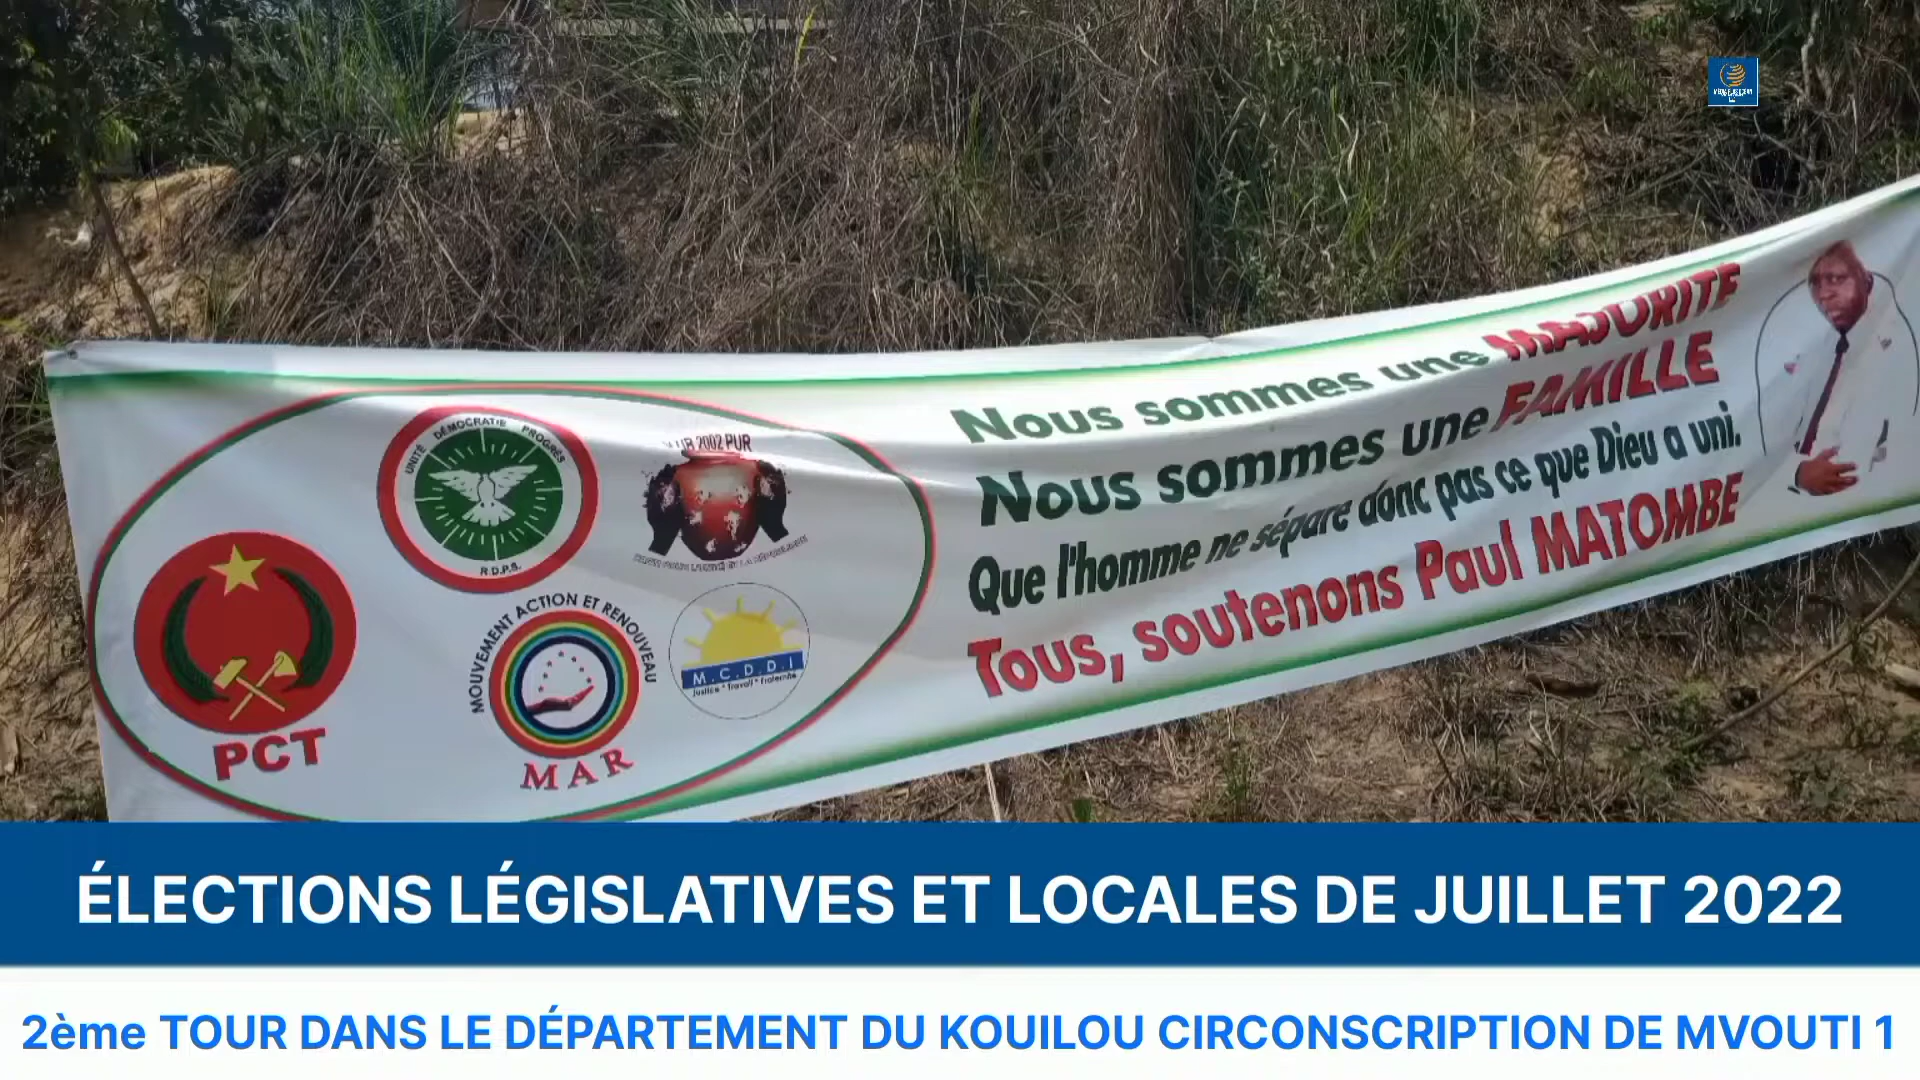 Nous sommes une MAJORITE
Nous sommes une FAMILLE
Que l'homme ne sépare donc pas ce que Dieu a uni.
Tous, soutenons Paul MATOMBE
UNITÉ DÉMOCRATIE PROGRÈS
R.D.P.S.
2002 PUR
PCT
MOUVEMENT ACTION ET RENOUVEAU
MAR
M.C.D.D.I
Justice * Travail * Fraternité
ÉLECTIONS LÉGISLATIVES ET LOCALES DE JUILLET 2022
2ème TOUR DANS LE DÉPARTEMENT DU KOUILOU CIRCONSCRIPTION DE MVOUTI 1